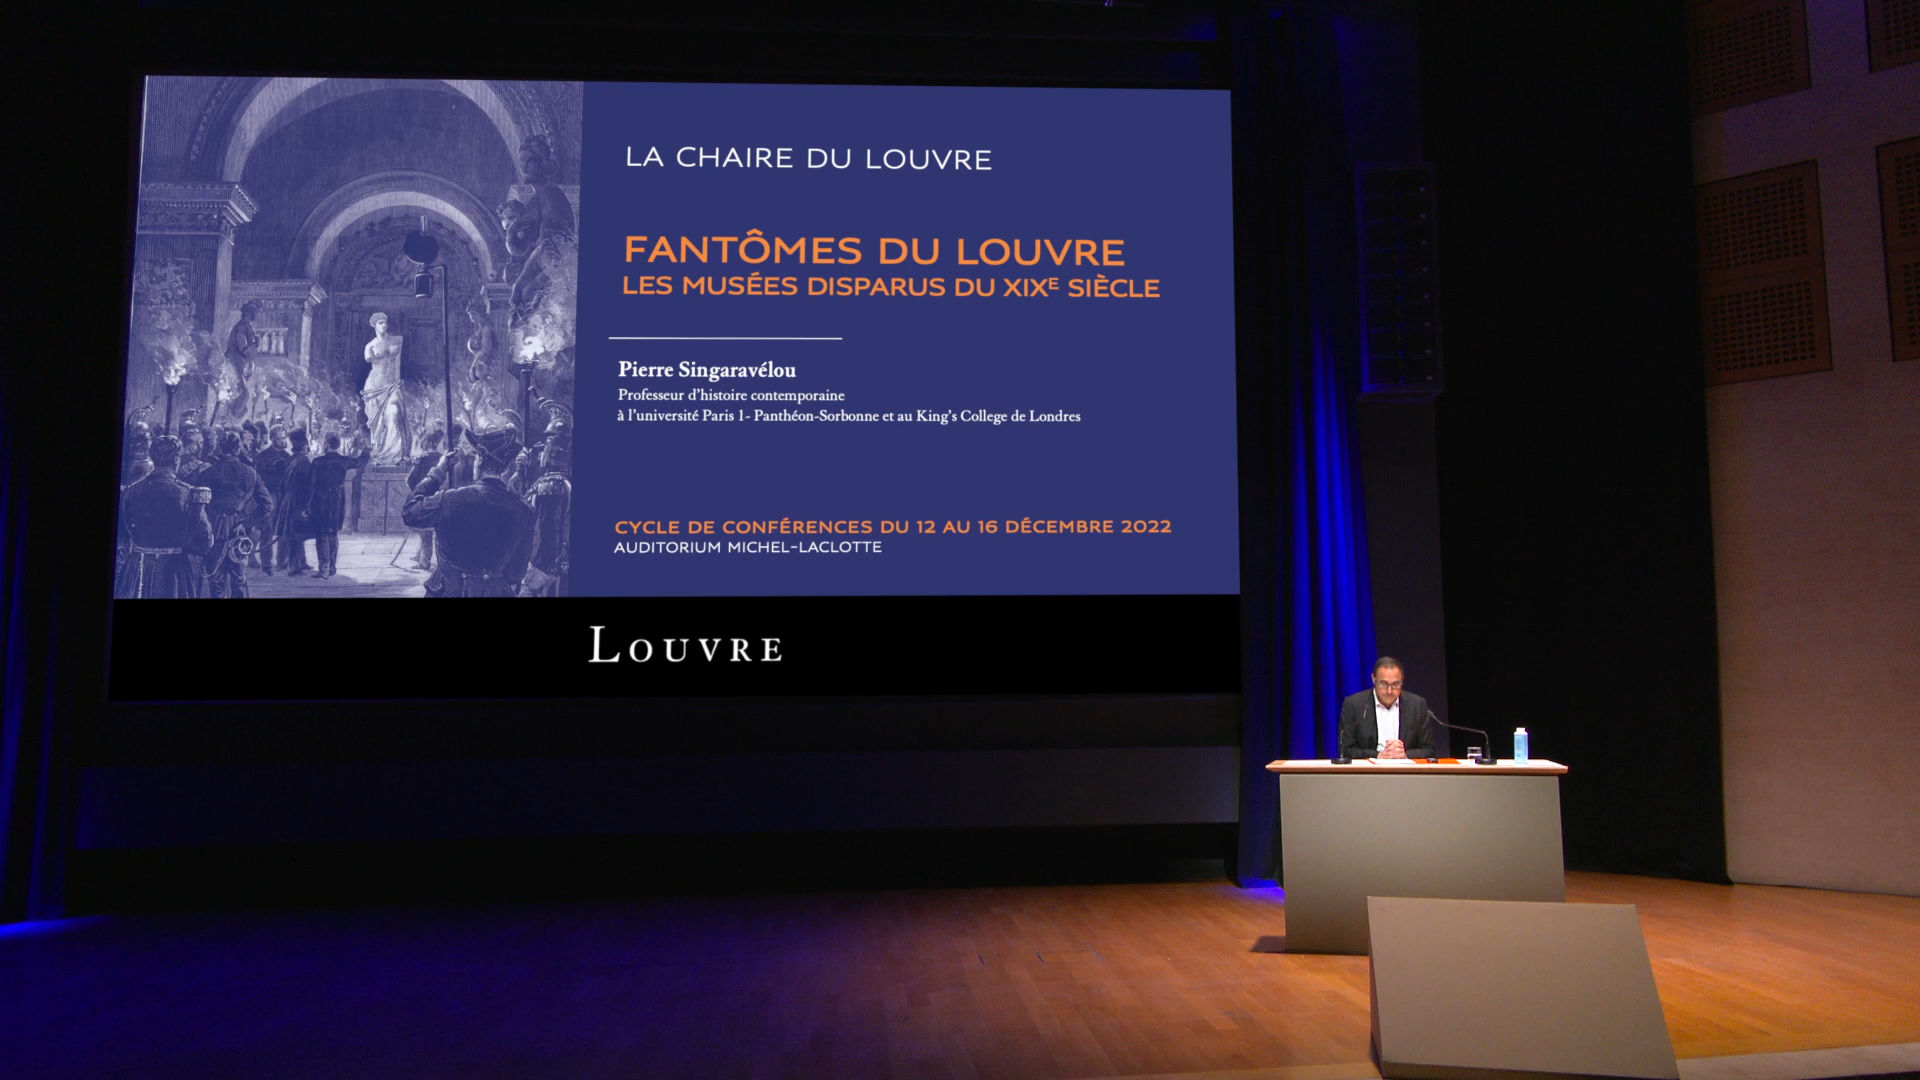 LA CHAIRE DU LOUVRE
FANTÔMES DU LOUVRE
LES MUSÉES DISPARUS DU XIXE SIÈCLE
Pierre Singaravélou
Professeur d'histoire contemporaine
à l'université Paris 1- Panthéon-Sorbonne et au King's College de Londres
CYCLE DE CONFÉRENCES DU 12 AU 16 DÉCEMBRE 2022
AUDITORIUM MICHEL-LACLOTTE
LOUVRE